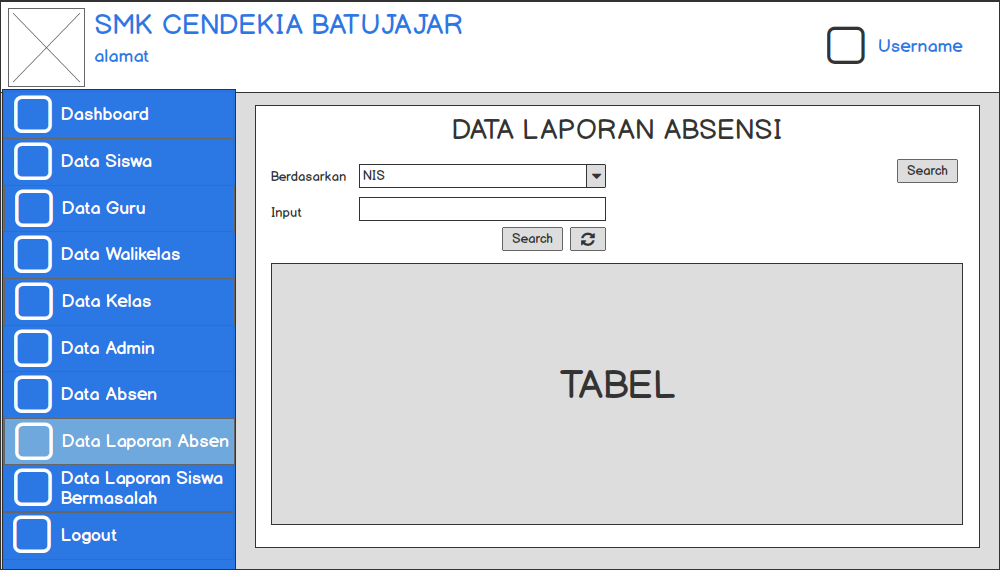 SMK CENDEKIA BATUJAJAR
alamat
Username
Dashboard
Data Siswa
Data Guru
Data Walikelas
Data Kelas
Data Admin
Data Absen
Data Laporan Absen
Data Laporan Siswa
Bermasalah
Logout
DATA LAPORAN ABSENSI
Berdasarkan NIS
Search
Input
Search
TABEL